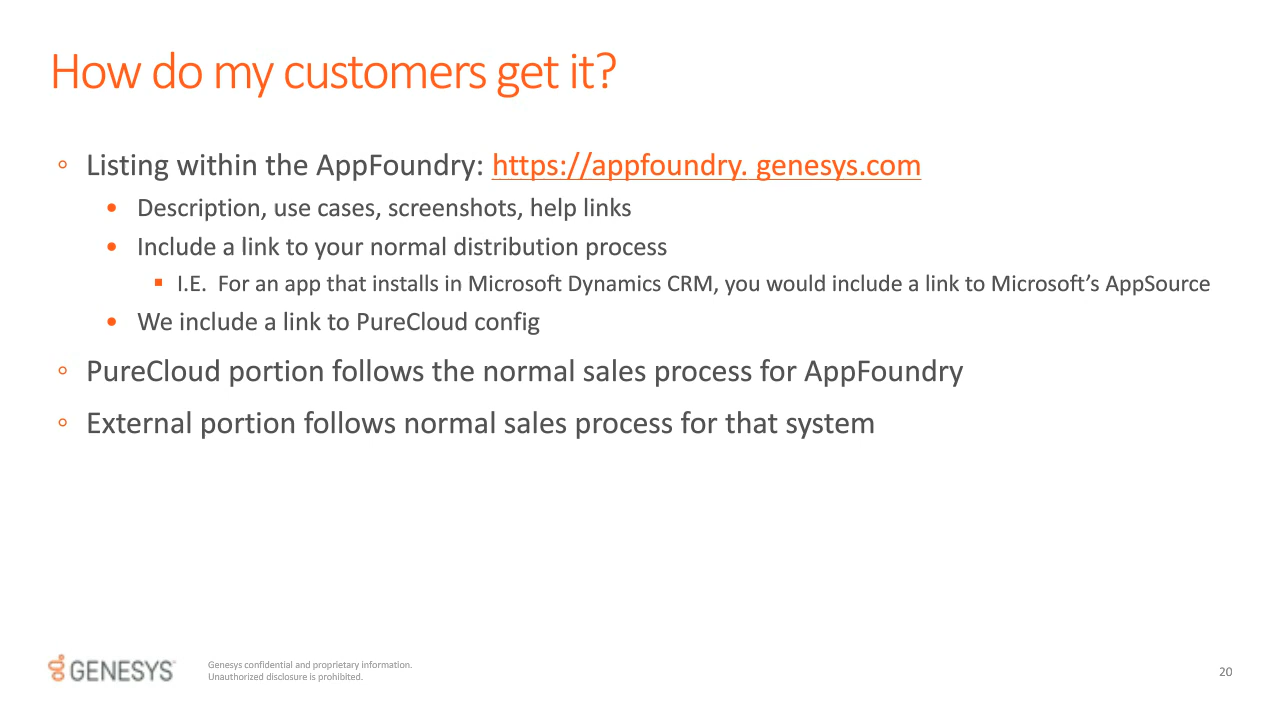 How do my customers get it?
◦ Listing within the AppFoundry: https://appfoundry. genesys.com
• Description, use cases, screenshots, help links
• Include a link to your normal distribution process
▪ I.E.  For an app that installs in Microsoft Dynamics CRM, you would include a link to Microsoft’s AppSource
• We include a link to PureCloud config
◦ PureCloud portion follows the normal sales process for AppFoundry
◦ External portion follows normal sales process for that system
GENESYS™
Genesys confidential and proprietary information.
Unauthorized disclosure is prohibited.
20